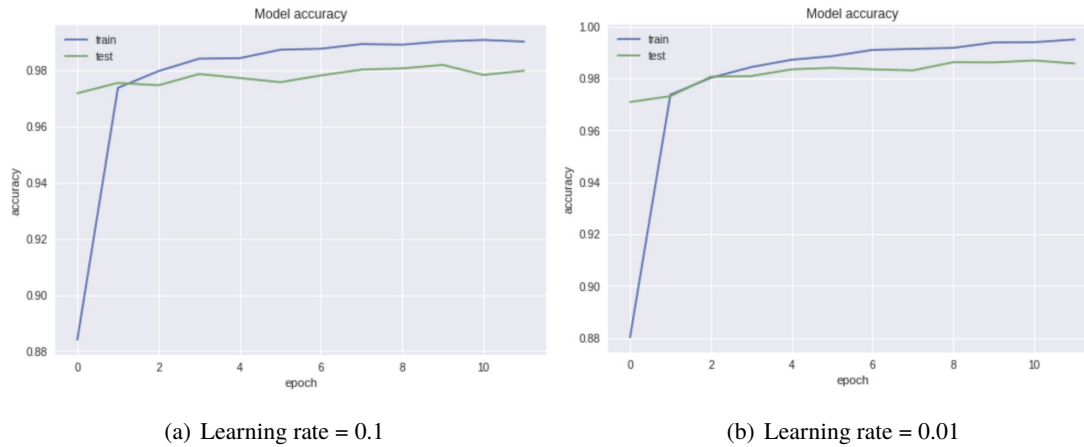 Model accuracy
train
test
0.98
0.96
0.94
0.92
0.90
0.88
accuracy
0 2 4 6 8 10
epoch
(a) Learning rate = 0.1
Model accuracy
train
test
1.00
0.98
0.96
0.94
0.92
0.90
0.88
accuracy
0 2 4 6 8 10
epoch
(b) Learning rate = 0.01